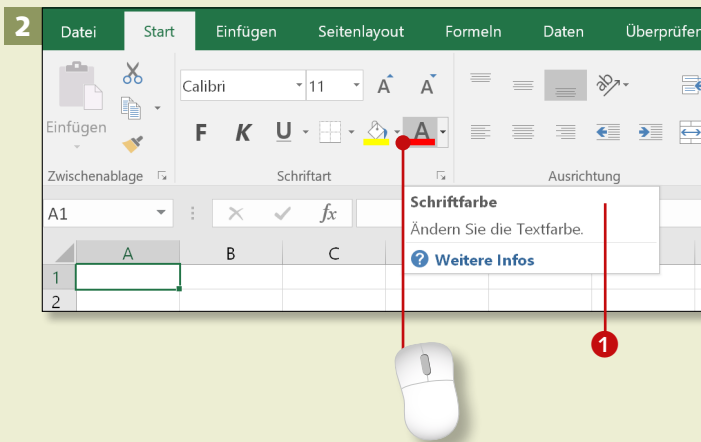 2
Datei Start Einfügen Seitenlayout Formeln Daten Überprüfen
Calibri 11 A A
Einfügen F K U A
Zwischenablage Schriftart Ausrichtung
A1 fx
Schriftfarbe
Ändern Sie die Textfarbe.
Weitere Infos
A B C
1
2
1